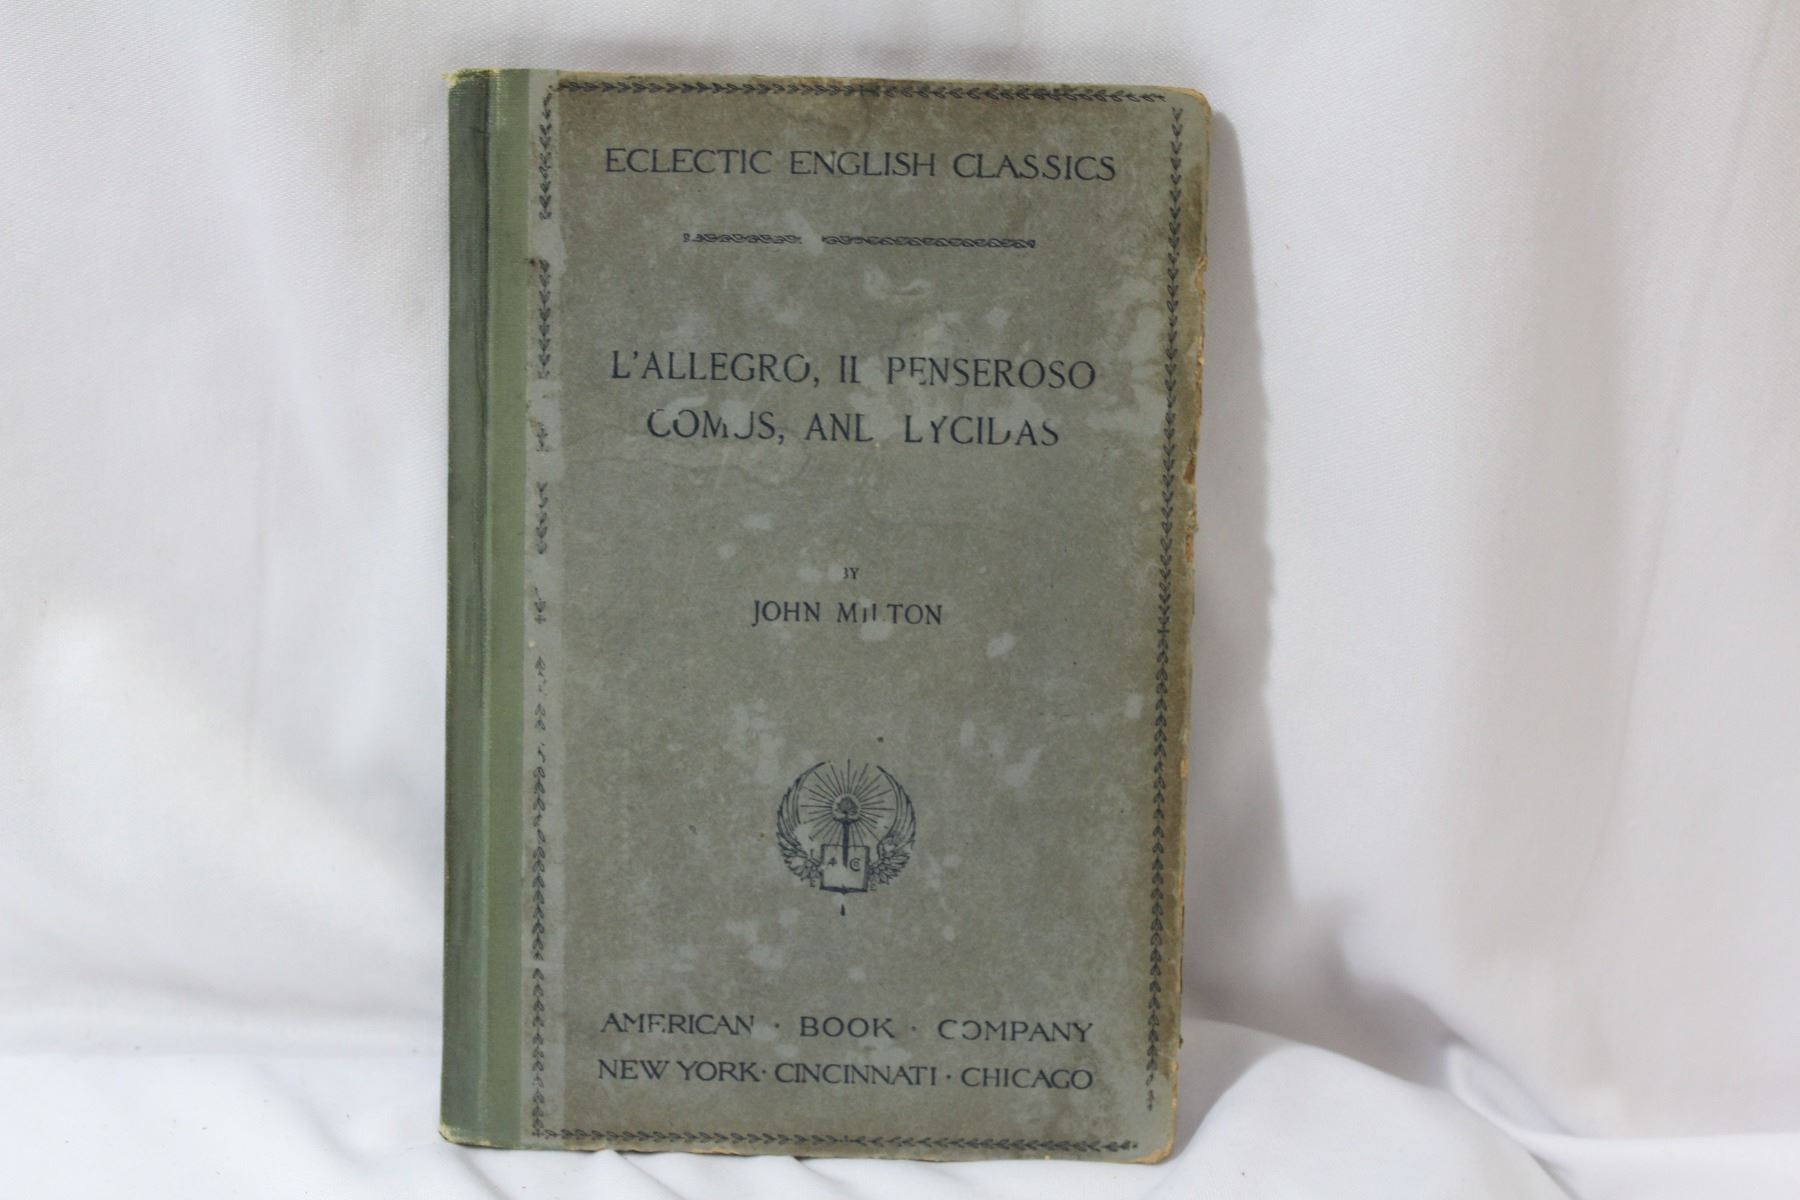 ECLECTIC ENGLISH CLASSICS
L'ALLEGRO, IL PENSEROSO
COMUS, AND LYCIDAS
BY
JOHN MILTON
AMERICAN · BOOK · COMPANY
NEW YORK · CINCINNATI · CHICAGO